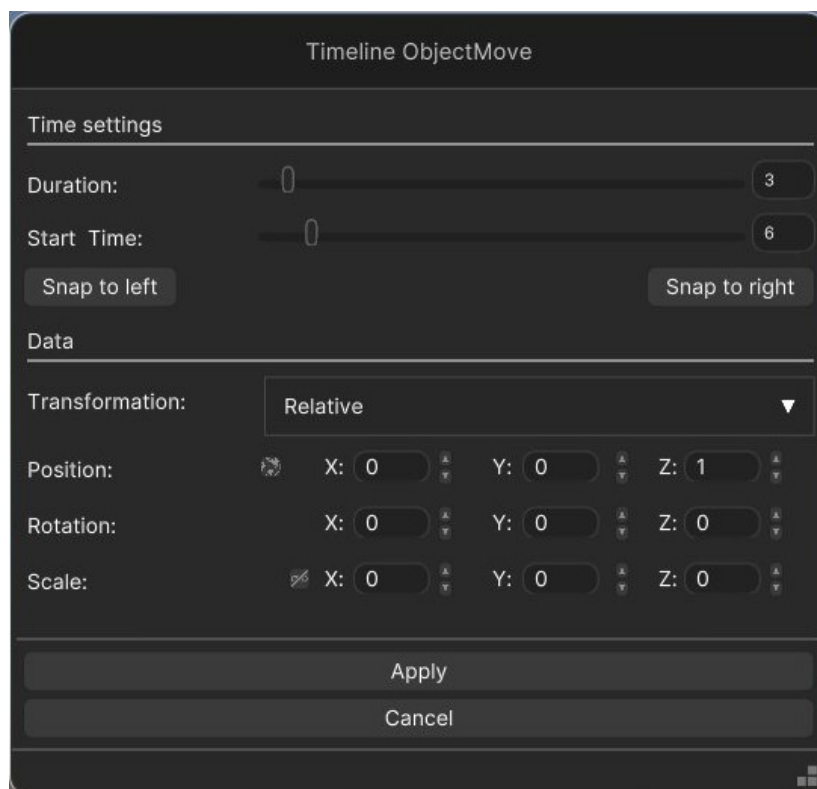 Timeline ObjectMove
Time settings
Duration: 3
Start Time: 6
Snap to left Snap to right
Data
Transformation: Relative ▼
Position: X: 0 Y: 0 Z: 1
Rotation: X: 0 Y: 0 Z: 0
Scale: X: 0 Y: 0 Z: 0
Apply
Cancel